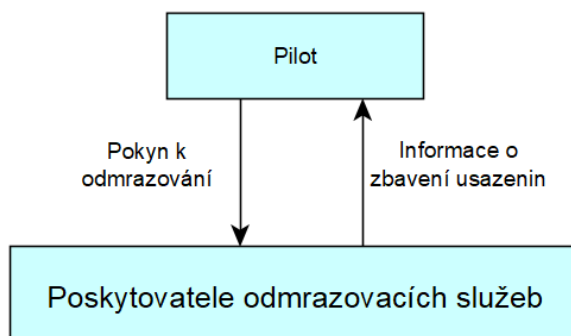 Pilot
Pokyn k
odmrazování
Informace o
zbavení usazenin
Poskytovatele odmrazovacích služeb